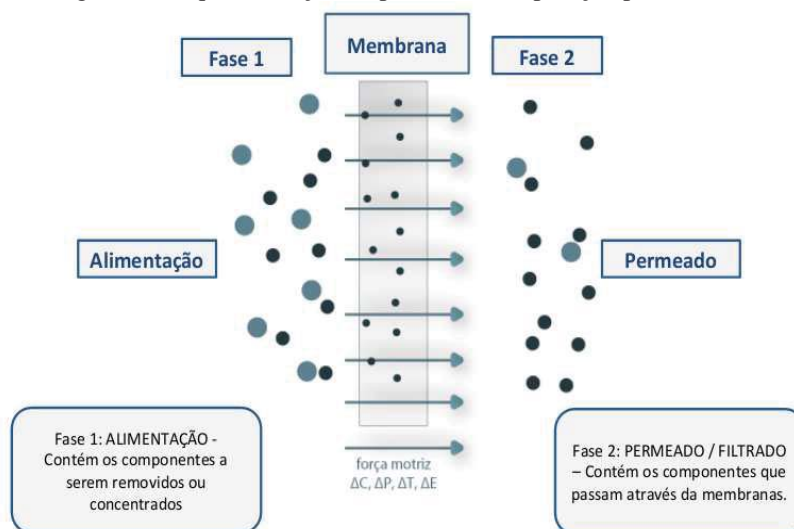 Membrana
Fase 1
Fase 2
Alimentação
Permeado
Fase 1: ALIMENTAÇÃO -
Contém os componentes a
serem removidos ou
concentrados
força motriz
ΔC, ΔP, ΔT, ΔE
Fase 2: PERMEADO / FILTRADO
– Contém os componentes que
passam através da membranas.